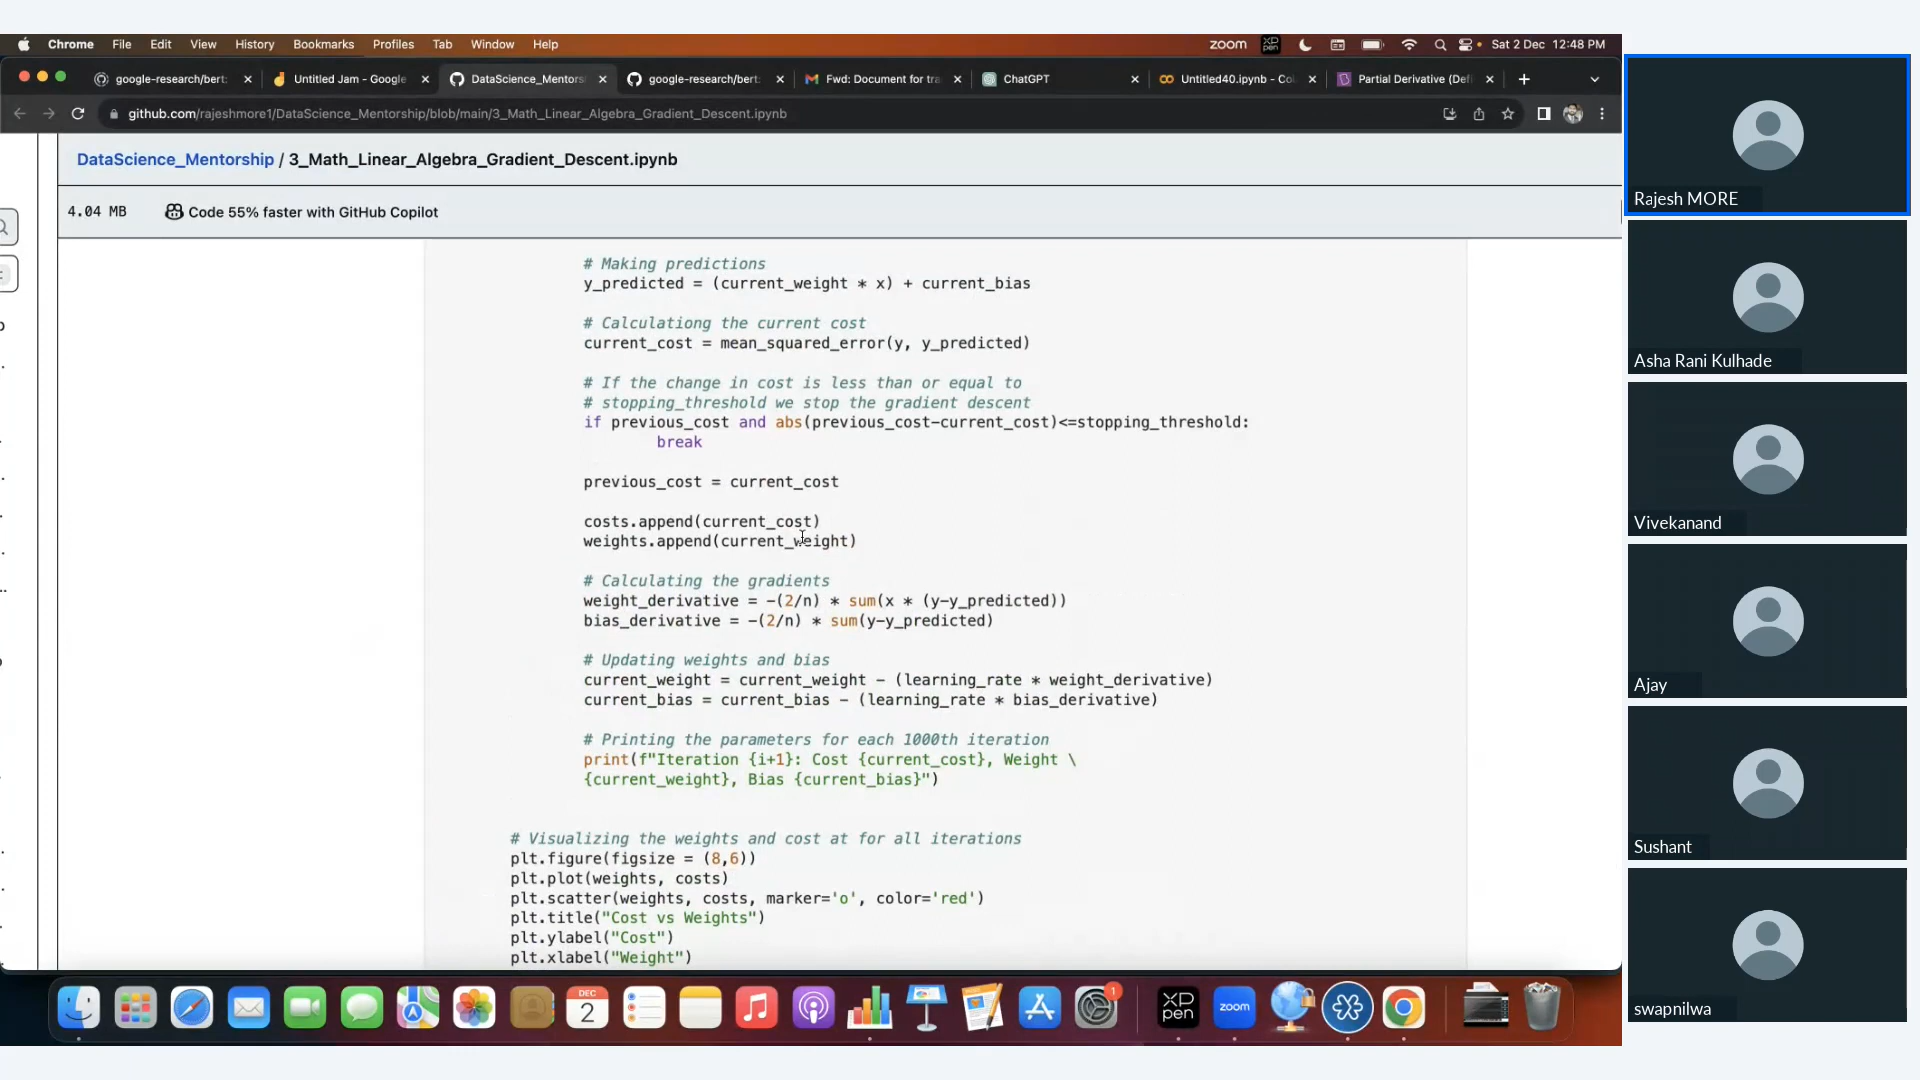 Chrome File Edit View History Bookmarks Profiles Tab Window Help zoom XP pen Sat 2 Dec 12:48 PM
google-research/bert: Untitled Jam - Google DataScience_Mentors google-research/bert: Fwd: Document for tra ChatGPT Untitled40.ipynb - Co Partial Derivative (Defi
github.com/rajeshmore1/DataScience_Mentorship/blob/main/3_Math_Linear_Algebra_Gradient_Descent.ipynb
DataScience_Mentorship / 3_Math_Linear_Algebra_Gradient_Descent.ipynb
4.04 MB Code 55% faster with GitHub Copilot
# Making predictions
y_predicted = (current_weight * x) + current_bias
# Calculationg the current cost
current_cost = mean_squared_error(y, y_predicted)
# If the change in cost is less than or equal to
# stopping_threshold we stop the gradient descent
if previous_cost and abs(previous_cost-current_cost)<=stopping_threshold:
break
previous_cost = current_cost
costs.append(current_cost)
weights.append(current_weight)
# Calculating the gradients
weight_derivative = -(2/n) * sum(x * (y-y_predicted))
bias_derivative = -(2/n) * sum(y-y_predicted)
# Updating weights and bias
current_weight = current_weight - (learning_rate * weight_derivative)
current_bias = current_bias - (learning_rate * bias_derivative)
# Printing the parameters for each 1000th iteration
print(f"Iteration {i+1}: Cost {current_cost}, Weight \
{current_weight}, Bias {current_bias}")
# Visualizing the weights and cost at for all iterations
plt.figure(figsize = (8,6))
plt.plot(weights, costs)
plt.scatter(weights, costs, marker='o', color='red')
plt.title("Cost vs Weights")
plt.ylabel("Cost")
plt.xlabel("Weight")
DEC
2
1
XP
pen
zoom
Rajesh MORE
Asha Rani Kulhade
Vivekanand
Ajay
Sushant
swapnilwa